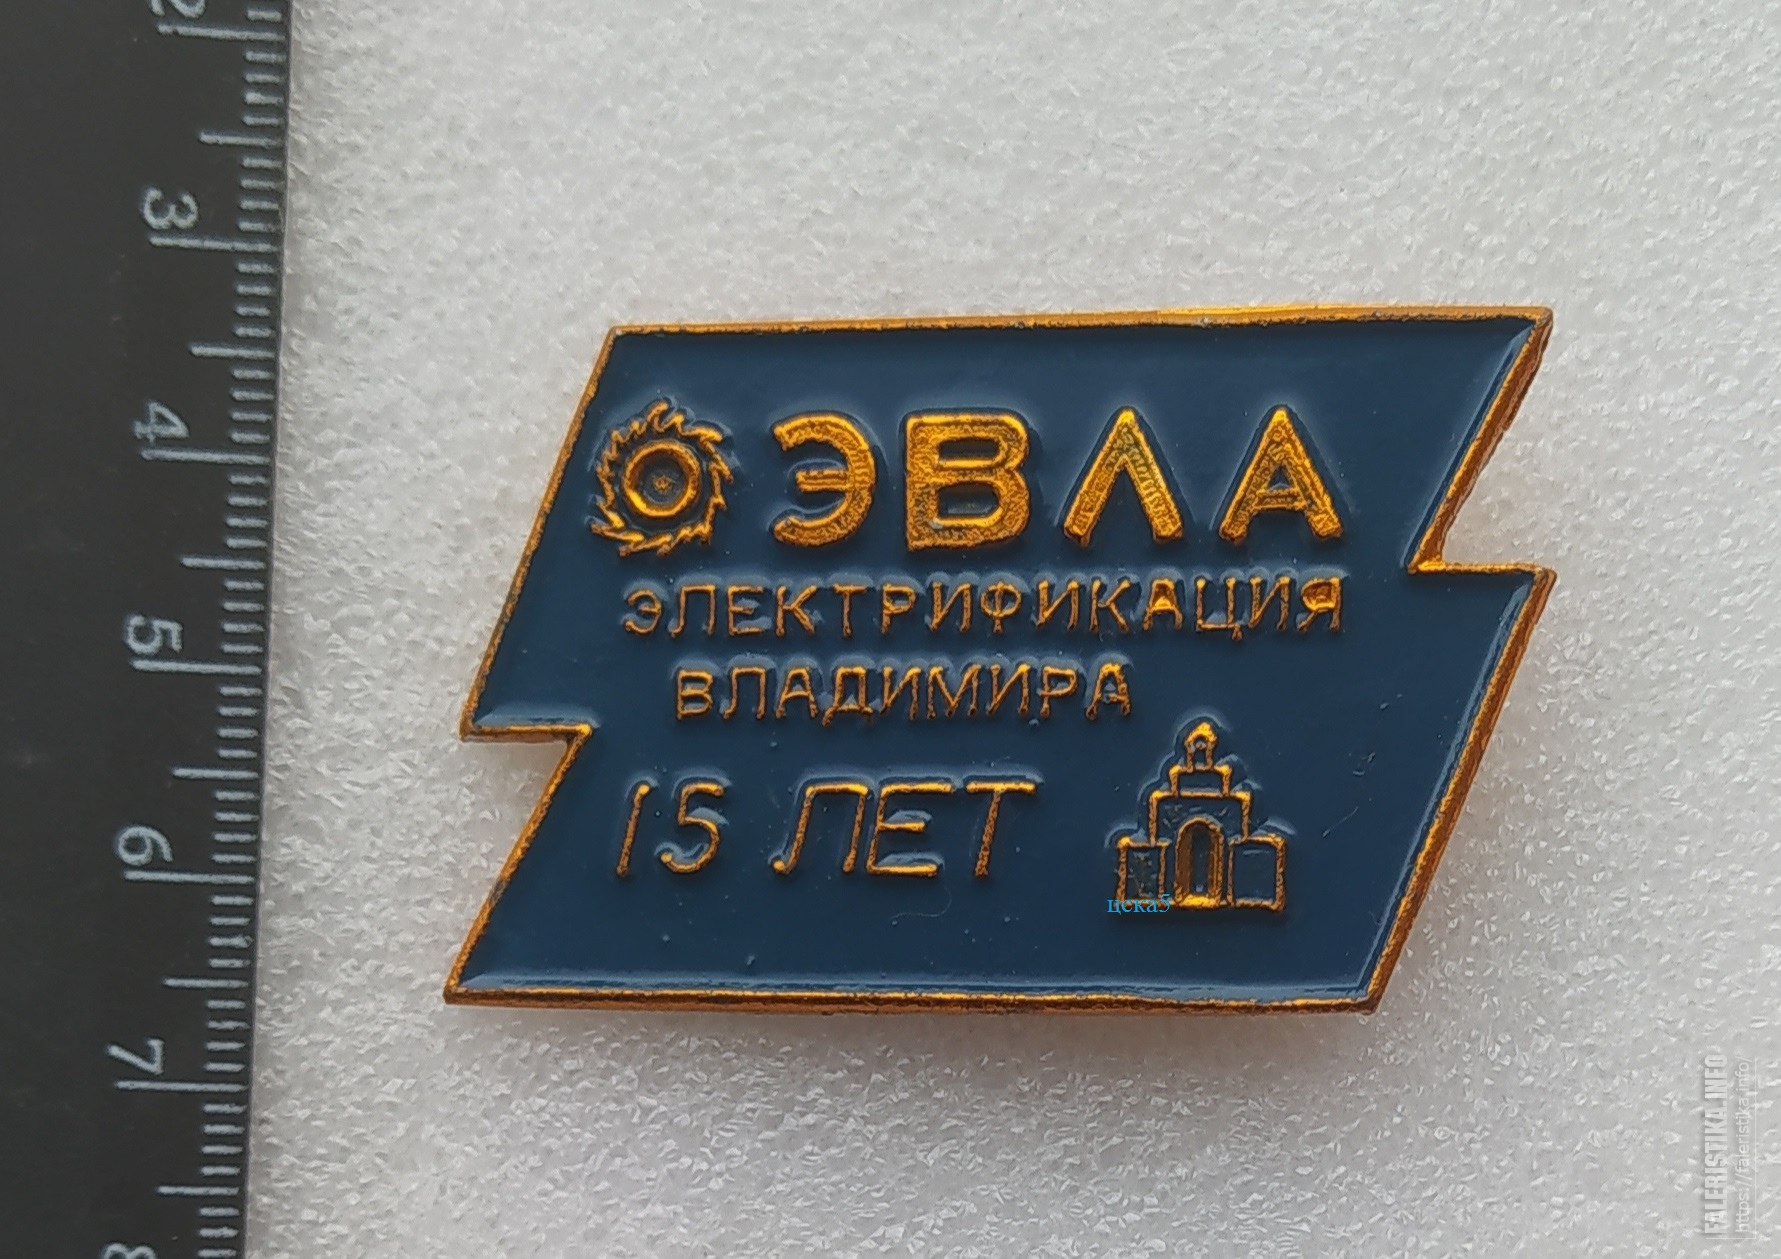 ЭВЛА
ЭЛЕКТРИФИКАЦИЯ
ВЛАДИМИРА
15 ЛЕТ
цска5
2
3
4
5
6
7
8
FALERISTIKA.INFO
https://faleristika.info/